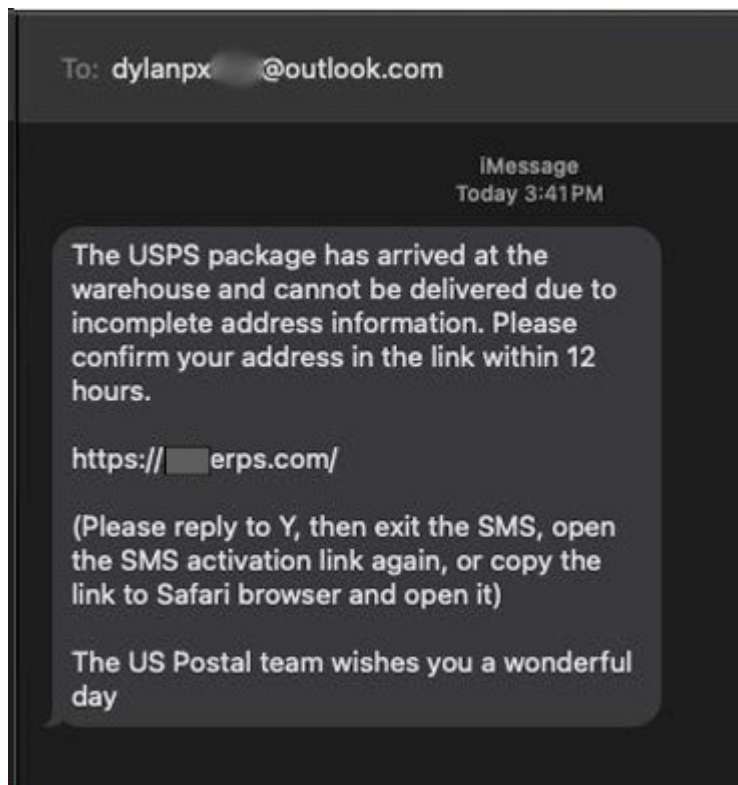 To: dylanpx @outlook.com
iMessage
Today 3:41 PM
The USPS package has arrived at the
warehouse and cannot be delivered due to
incomplete address information. Please
confirm your address in the link within 12
hours.
https:// erps.com/
(Please reply to Y, then exit the SMS, open
the SMS activation link again, or copy the
link to Safari browser and open it)
The US Postal team wishes you a wonderful
day